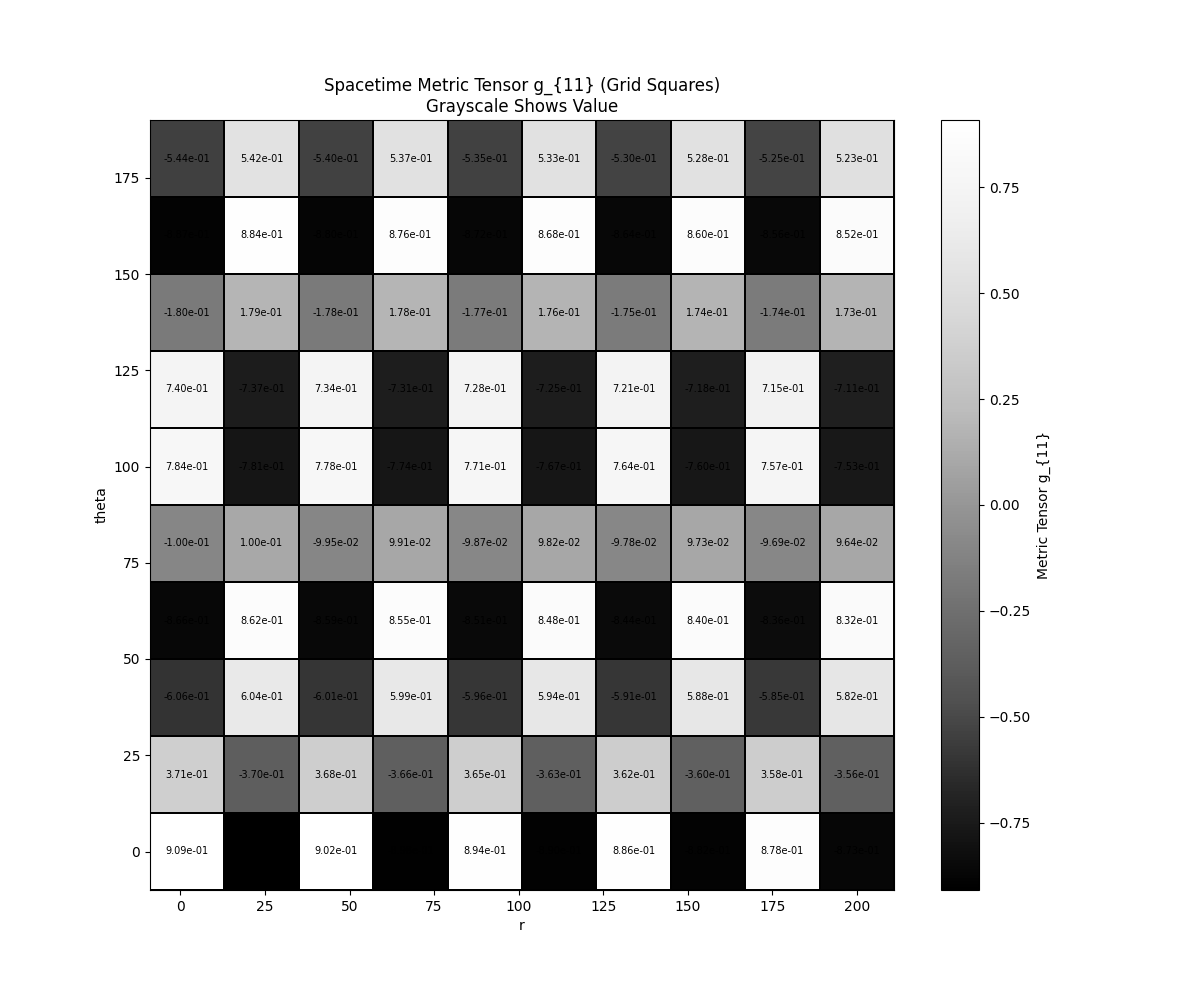 Spacetime Metric Tensor g_{11} (Grid Squares)
Grayscale Shows Value
-5.44e-01 5.42e-01 -5.40e-01 5.37e-01 -5.35e-01 5.33e-01 -5.30e-01 5.28e-01 -5.25e-01 5.23e-01
175
8.84e-01 8.76e-01 8.68e-01 8.60e-01 8.52e-01
150
-1.80e-01 1.79e-01 -1.78e-01 1.78e-01 -1.77e-01 1.76e-01 -1.75e-01 1.74e-01 -1.74e-01 1.73e-01
125
7.40e-01 -7.37e-01 7.34e-01 -7.31e-01 7.28e-01 -7.25e-01 7.21e-01 -7.18e-01 7.15e-01 -7.11e-01
100
7.84e-01 -7.81e-01 7.78e-01 -7.74e-01 7.71e-01 -7.67e-01 7.64e-01 -7.60e-01 7.57e-01 -7.53e-01
-1.00e-01 1.00e-01 -9.95e-02 9.91e-02 -9.87e-02 9.82e-02 -9.78e-02 9.73e-02 -9.69e-02 9.64e-02
75
8.62e-01 8.55e-01 8.48e-01 8.40e-01 8.32e-01
50
-6.06e-01 6.04e-01 -6.01e-01 5.99e-01 -5.96e-01 5.94e-01 -5.91e-01 5.88e-01 -5.85e-01 5.82e-01
25
3.71e-01 -3.70e-01 3.68e-01 -3.66e-01 3.65e-01 -3.63e-01 3.62e-01 -3.60e-01 3.58e-01 -3.56e-01
0
9.09e-01 9.02e-01 8.94e-01 8.86e-01 8.78e-01
theta
0 25 50 75 100 125 150 175 200
r
0.75
0.50
0.25
0.00
−0.25
−0.50
−0.75
Metric Tensor g_{11}